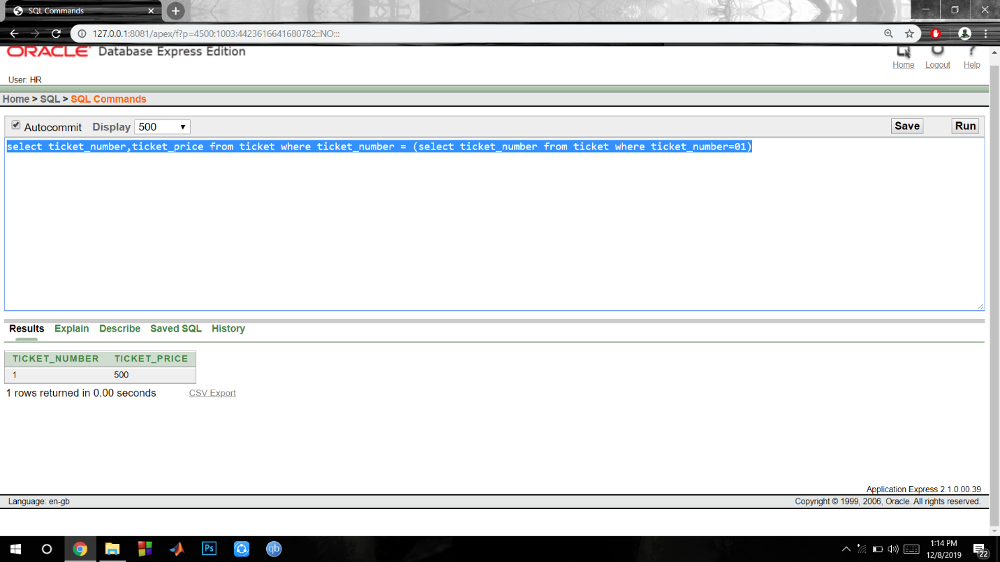 SQL Commands
127.0.0.1:8081/apex/f?p=4500:1003:4423616641680782::NO:::
ORACLE Database Express Edition
Home Logout Help
User: HR
Home > SQL > SQL Commands
Autocommit Display 500 Save Run
select ticket_number,ticket_price from ticket where ticket_number = (select ticket_number from ticket where ticket_number=01)
Results Explain Describe Saved SQL History
TICKET_NUMBER TICKET_PRICE
1 500
1 rows returned in 0.00 seconds CSV Export
Application Express 2.1.0.00.39
Language: en-gb Copyright © 1999, 2006, Oracle. All rights reserved.
Ps qb 1:14 PM
12/8/2019 22